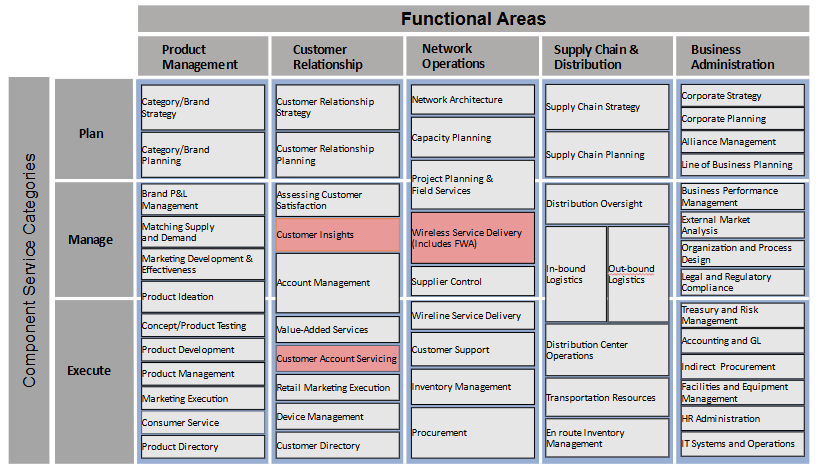 Functional Areas
Product
Management
Customer
Relationship
Network
Operations
Supply Chain &
Distribution
Business
Administration
Component Service Categories
Plan
Manage
Execute
Category/Brand
Strategy
Category/Brand
Planning
Brand P&L
Management
Matching Supply
and Demand
Marketing Development &
Effectiveness
Product Ideation
Concept/Product Testing
Product Development
Product Management
Marketing Execution
Consumer Service
Product Directory
Customer Relationship
Strategy
Customer Relationship
Planning
Assessing Customer
Satisfaction
Customer Insights
Account Management
Value-Added Services
Customer Account Servicing
Retail Marketing Execution
Device Management
Customer Directory
Network Architecture
Capacity Planning
Project Planning &
Field Services
Wireless Service Delivery
(Includes FWA)
Supplier Control
Wireline Service Delivery
Customer Support
Inventory Management
Procurement
Supply Chain Strategy
Supply Chain Planning
Distribution Oversight
In-bound
Logistics
Out-bound
Logistics
Distribution Center
Operations
Transportation Resources
En route Inventory
Management
Corporate Strategy
Corporate Planning
Alliance Management
Line of Business Planning
Business Performance
Management
External Market
Analysis
Organization and Process
Design
Legal and Regulatory
Compliance
Treasury and Risk
Management
Accounting and GL
Indirect Procurement
Facilities and Equipment
Management
HR Administration
IT Systems and Operations